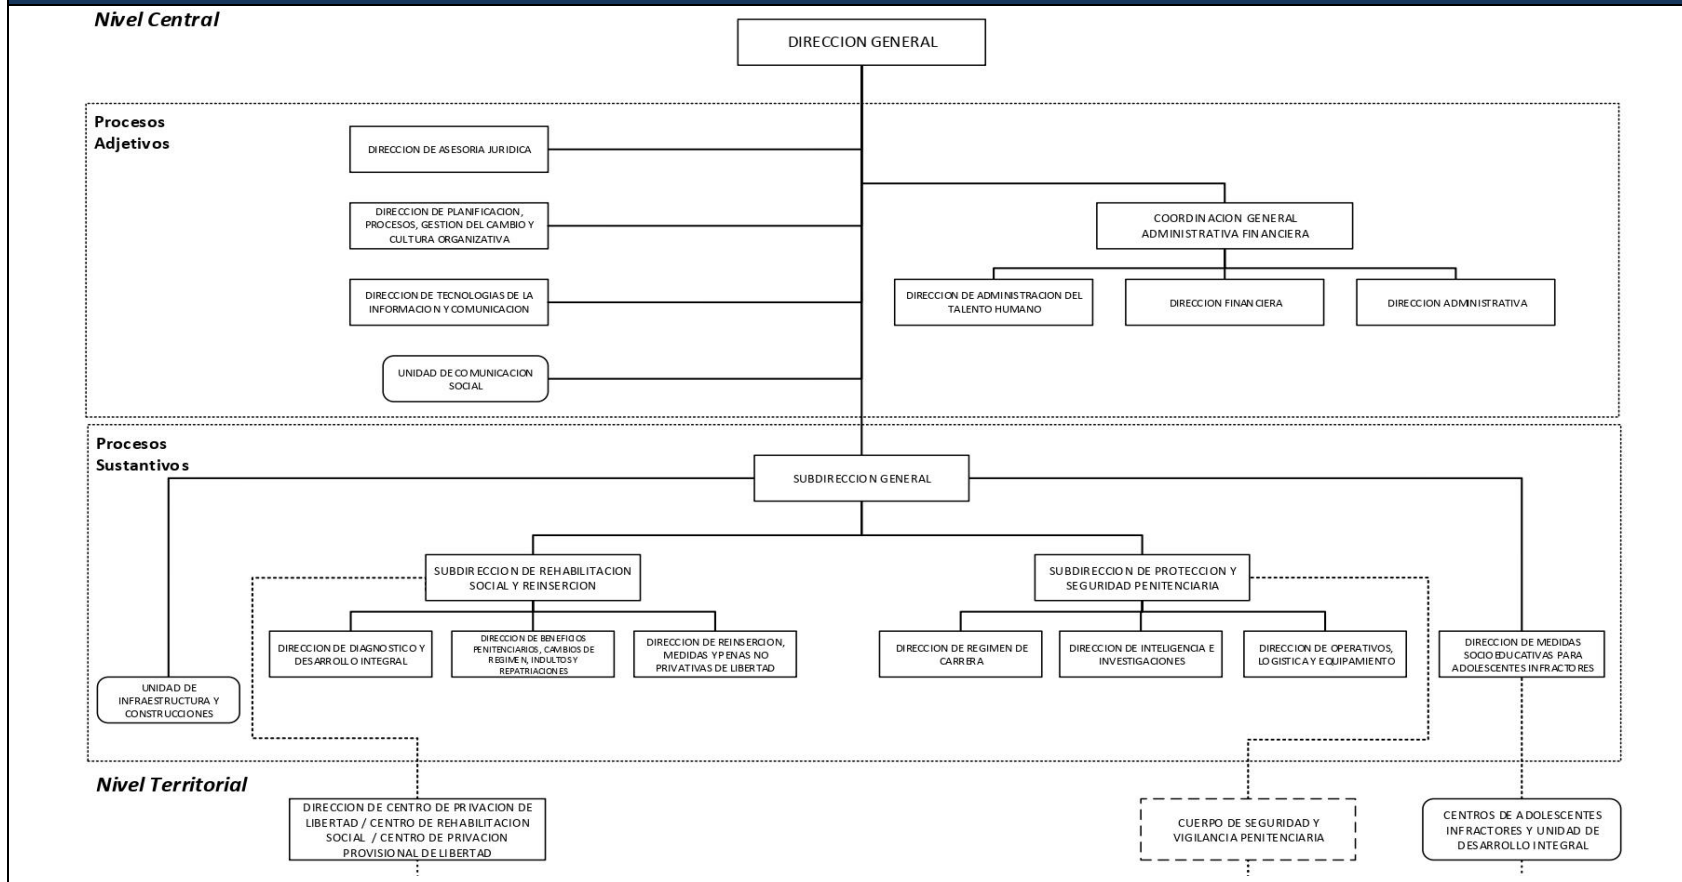 Nivel Central
DIRECCION GENERAL
Procesos
Adjetivos
DIRECCION DE ASESORIA JURIDICA
DIRECCION DE PLANIFICACION,
PROCESOS, GESTION DEL CAMBIO Y
CULTURA ORGANIZATIVA
COORDINACION GENERAL
ADMINISTRATIVA FINANCIERA
DIRECCION DE TECNOLOGIAS DE LA
INFORMACION Y COMUNICACION
DIRECCION DE ADMINISTRACION DEL
TALENTO HUMANO
DIRECCION FINANCIERA
DIRECCION ADMINISTRATIVA
UNIDAD DE COMUNICACION
SOCIAL
Procesos
Sustantivos
SUBDIRECCION GENERAL
SUBDIRECCION DE REHABILITACION
SOCIAL Y REINSERCION
SUBDIRECCION DE PROTECCION Y
SEGURIDAD PENITENCIARIA
DIRECCION DE DIAGNOSTICO Y
DESARROLLO INTEGRAL
DIRECCION DE BENEFICIOS
PENITENCIARIOS, CAMBIOS DE
REGIMEN, INDULTOS Y
REPATRIACIONES
DIRECCION DE REINSERCION,
MEDIDAS Y PENAS NO
PRIVATIVAS DE LIBERTAD
DIRECCION DE REGIMEN DE
CARRERA
DIRECCION DE INTELIGENCIA E
INVESTIGACIONES
DIRECCION DE OPERATIVOS,
LOGISTICA Y EQUIPAMIENTO
DIRECCION DE MEDIDAS
SOCIOEDUCATIVAS PARA
ADOLESCENTES INFRACTORES
UNIDAD DE
INFRAESTRUCTURA Y
CONSTRUCCIONES
Nivel Territorial
DIRECCION DE CENTRO DE PRIVACION DE
LIBERTAD / CENTRO DE REHABILITACION
SOCIAL / CENTRO DE PRIVACION
PROVISIONAL DE LIBERTAD
CUERPO DE SEGURIDAD Y
VIGILANCIA PENITENCIARIA
CENTROS DE ADOLESCENTES
INFRACTORES Y UNIDAD DE
DESARROLLO INTEGRAL